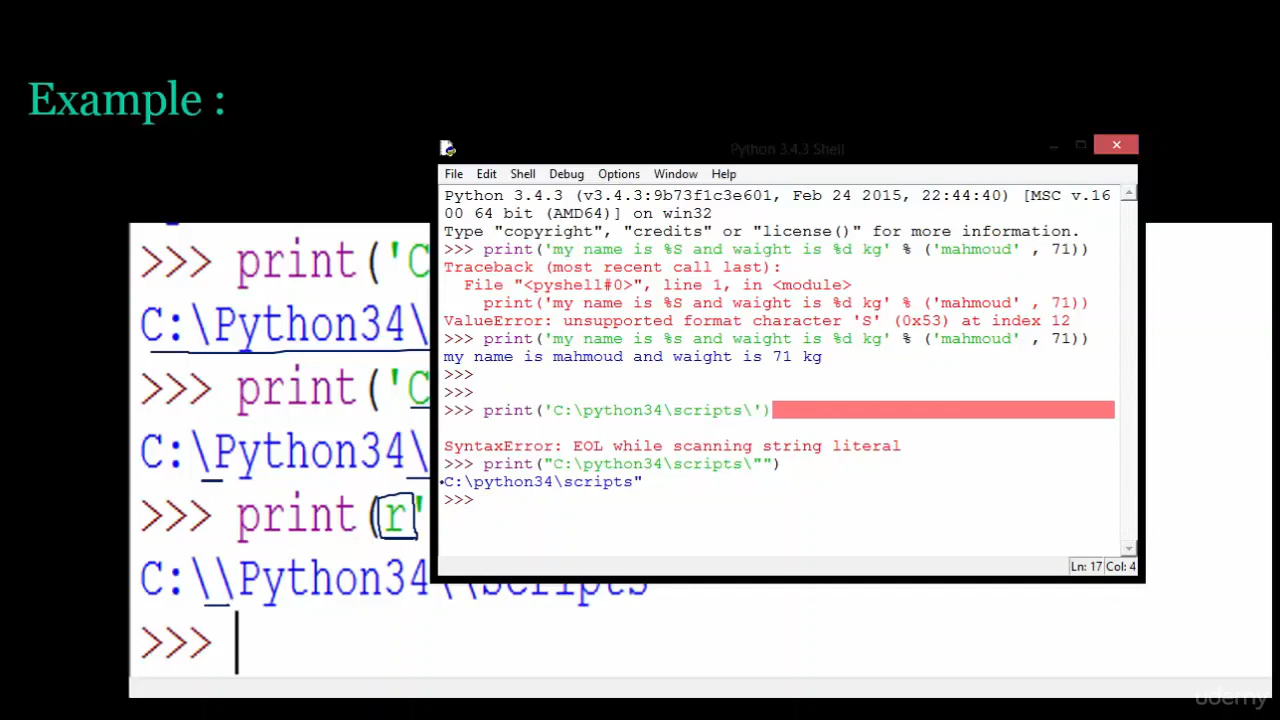 Example :
Python 3.4.3 Shell
File Edit Shell Debug Options Window Help
Python 3.4.3 (v3.4.3:9b73f1c3e601, Feb 24 2015, 22:44:40) [MSC v.16
00 64 bit (AMD64)] on win32
Type "copyright", "credits" or "license()" for more information.
>>> print('my name is %S and waight is %d kg' % ('mahmoud' , 71))
Traceback (most recent call last):
File "<pyshell#0>", line 1, in <module>
print('my name is %S and waight is %d kg' % ('mahmoud' , 71))
ValueError: unsupported format character 'S' (0x53) at index 12
>>> print('my name is %s and waight is %d kg' % ('mahmoud' , 71))
my name is mahmoud and waight is 71 kg
>>>
>>>
>>> print('C:\python34\scripts\')
SyntaxError: EOL while scanning string literal
>>> print("C:\python34\scripts\"")
C:\python34\scripts"
>>>
Ln: 17 Col: 4
>>> print('C
C:\Python34\
>>> print('C
C:\Python34\
>>> print(r'
C:\\Python34\\scripts
>>>
udemy